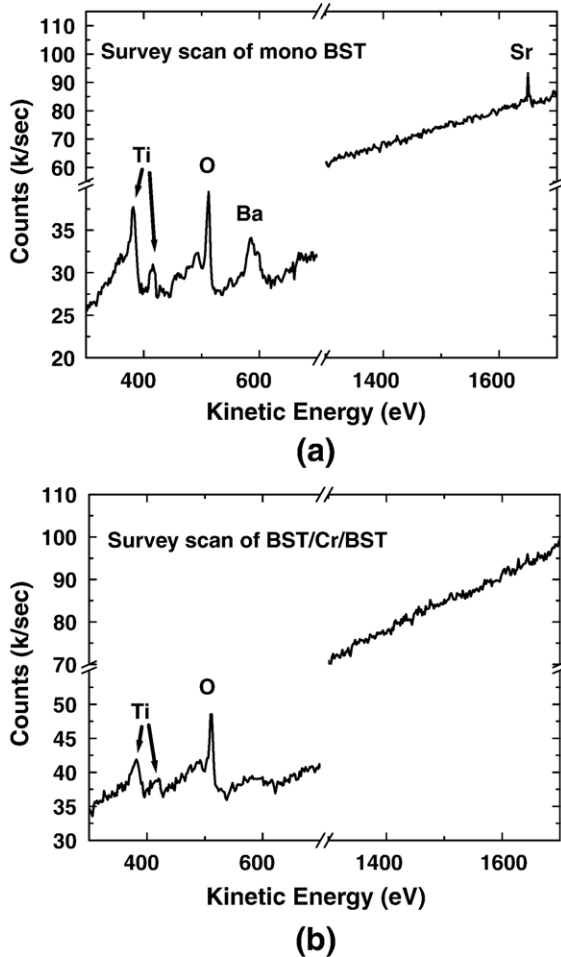 115
110
100
90
80
70
60
35
30
25
20
Counts (k/sec)
Survey scan of mono BST
Sr
Ti
O
Ba
400
600
1400
1600
Kinetic Energy (eV)
(a)
110
100
90
80
70
50
45
40
35
30
Counts (k/sec)
Survey scan of BST/Cr/BST
Ti
O
400
600
1400
1600
Kinetic Energy (eV)
(b)